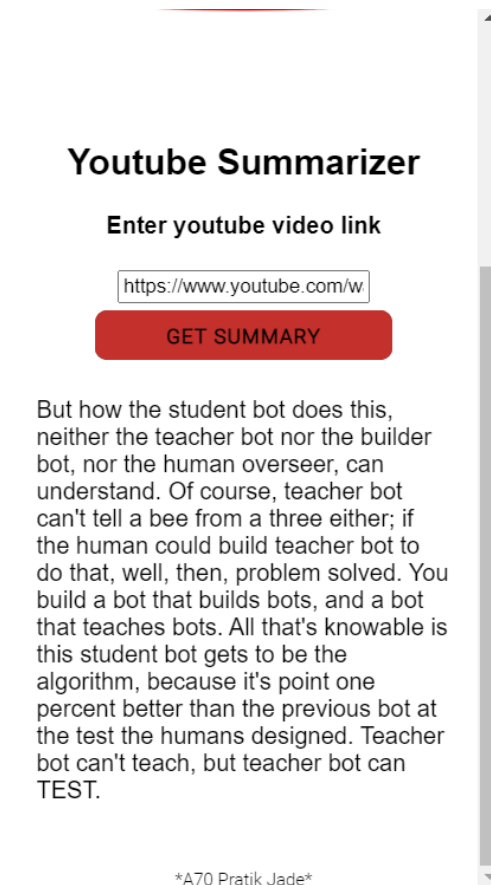 Youtube Summarizer
Enter youtube video link
https://www.youtube.com/w
GET SUMMARY
But how the student bot does this,
neither the teacher bot nor the builder
bot, nor the human overseer, can
understand. Of course, teacher bot
can't tell a bee from a three either; if
the human could build teacher bot to
do that, well, then, problem solved. You
build a bot that builds bots, and a bot
that teaches bots. All that's knowable is
this student bot gets to be the
algorithm, because it's point one
percent better than the previous bot at
the test the humans designed. Teacher
bot can't teach, but teacher bot can
TEST.
*A70 Pratik Jade*